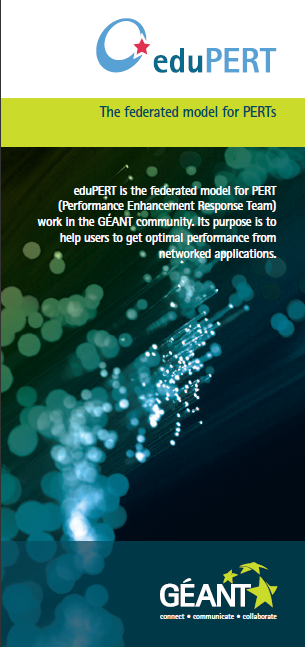 eduPERT
The federated model for PERTs
eduPERT is the federated model for PERT
(Performance Enhancement Response Team)
work in the GÉANT community. Its purpose is to
help users to get optimal performance from
networked applications.
GÉANT
connect • communicate • collaborate